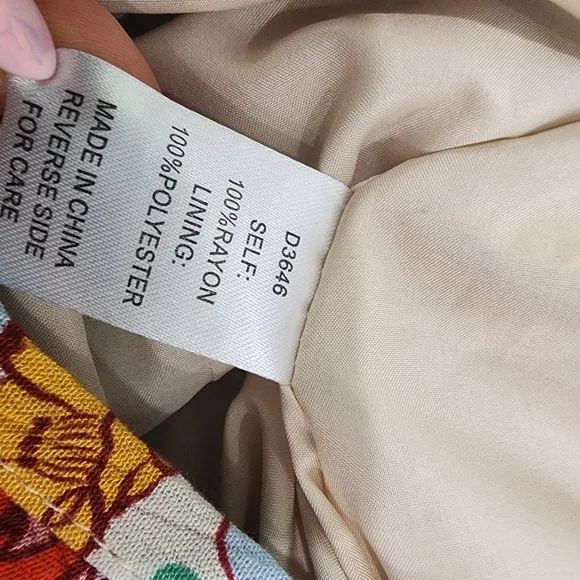 D3646
SELF:
100%RAYON
LINING:
100%POLYESTER
MADE IN CHINA
REVERSE SIDE
FOR CARE